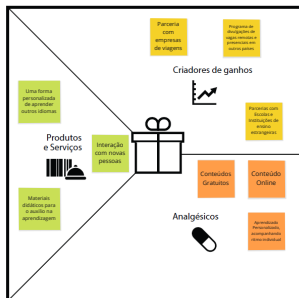 Parceria
com
empresas
de viagens
Programa de
divulgações de
vagas remotas e
presenciais em
outros países
Criadores de ganhos
Parcerias com
Escolas e
Instituições de
ensino
estrangeiras
Uma forma
personalizada
de aprender
outros idiomas
Produtos
e Serviços
Interação
com novas
pessoas
Materiais
didáticos para
o auxílio na
aprendizagem
Conteúdos
Gratuitos
Conteúdo
Online
Analgésicos
Aprendizado
Personalizado,
acompanhando
ritmo individual